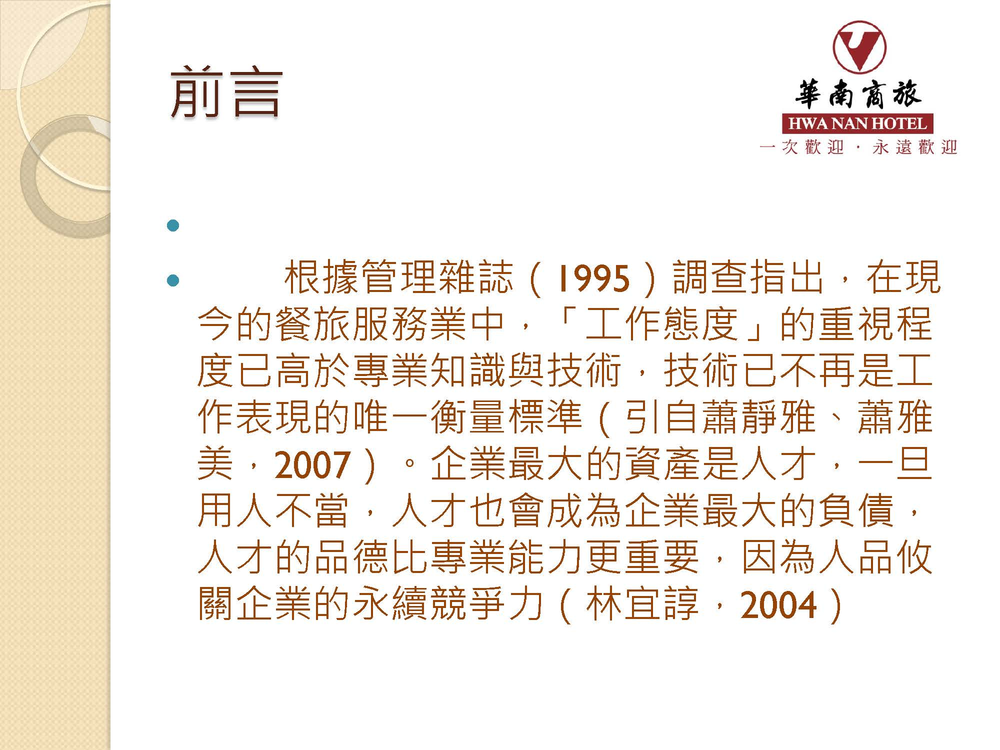 前言
華南商旅
HWA NAN HOTEL
一次歡迎．永遠歡迎
根據管理雜誌（1995）調查指出，在現
今的餐旅服務業中，「工作態度」的重視程
度已高於專業知識與技術，技術已不再是工
作表現的唯一衡量標準（引自蕭靜雅、蕭雅
美，2007）。企業最大的資產是人才，一旦
用人不當，人才也會成為企業最大的負債，
人才的品德比專業能力更重要，因為人品攸
關企業的永續競爭力（林宜諄，2004）